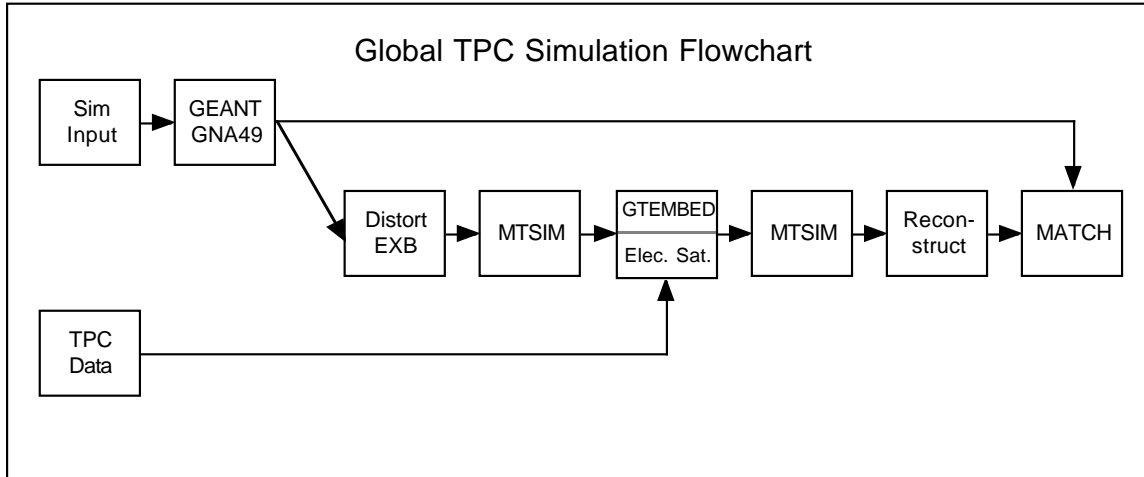 Global TPC Simulation Flowchart
Sim
Input
GEANT
GNA49
Distort
EXB
MTSIM
GTEMBED
Elec. Sat.
MTSIM
Recon-
struct
MATCH
TPC
Data